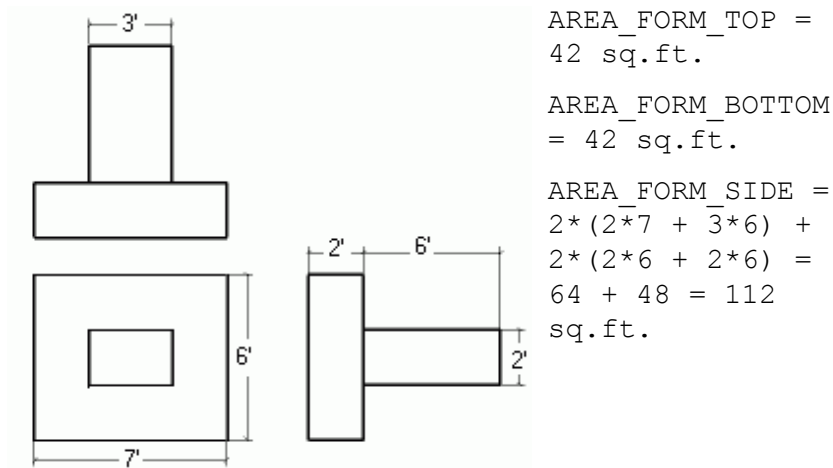 3'
AREA_FORM_TOP =
42 sq.ft.
AREA_FORM_BOTTOM
= 42 sq.ft.
AREA_FORM_SIDE =
2*(2*7 + 3*6) +
2*(2*6 + 2*6) =
64 + 48 = 112
sq.ft.
2'
6'
6'
2'
7'